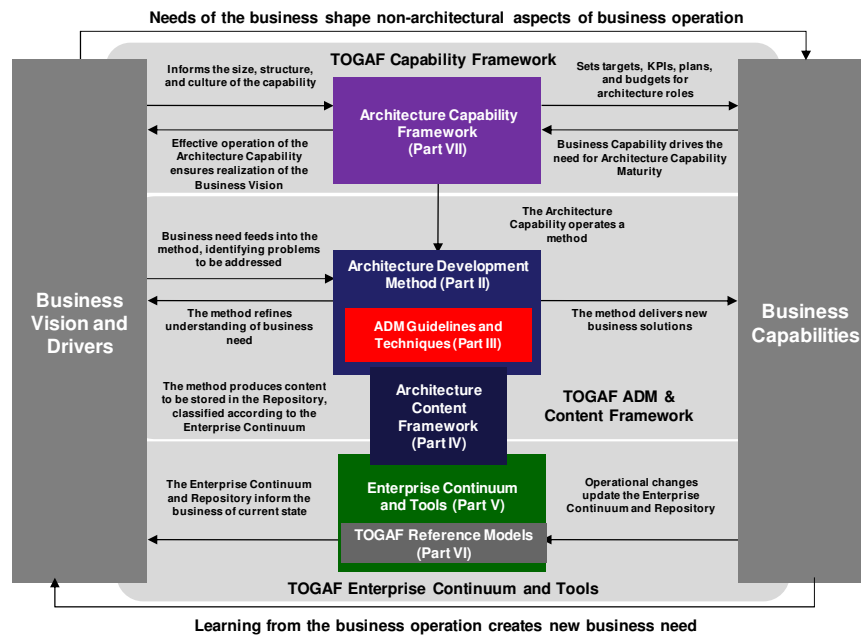 Needs of the business shape non-architectural aspects of business operation
TOGAF Capability Framework
Informs the size, structure,
and culture of the capability
Sets targets, KPIs, plans,
and budgets for
architecture roles
Architecture Capability
Framework
(Part VII)
Effective operation of the
Architecture Capability
ensures realization of the
Business Vision
Business Capability drives the
need for Architecture Capability
Maturity
The Architecture
Capability operates a
method
Business need feeds into the
method, identifying problems
to be addressed
Architecture Development
Method (Part II)
Business
Vision and
Drivers
Business
Capabilities
The method refines
understanding of business
need
ADM Guidelines and
Techniques (Part III)
The method delivers new
business solutions
The method produces content
to be stored in the Repository,
classified according to the
Enterprise Continuum
Architecture
Content
Framework
(Part IV)
TOGAF ADM &
Content Framework
The Enterprise Continuum
and Repository inform the
business of current state
Enterprise Continuum
and Tools (Part V)
Operational changes
update the Enterprise
Continuum and Repository
TOGAF Reference Models
(Part VI)
TOGAF Enterprise Continuum and Tools
Learning from the business operation creates new business need